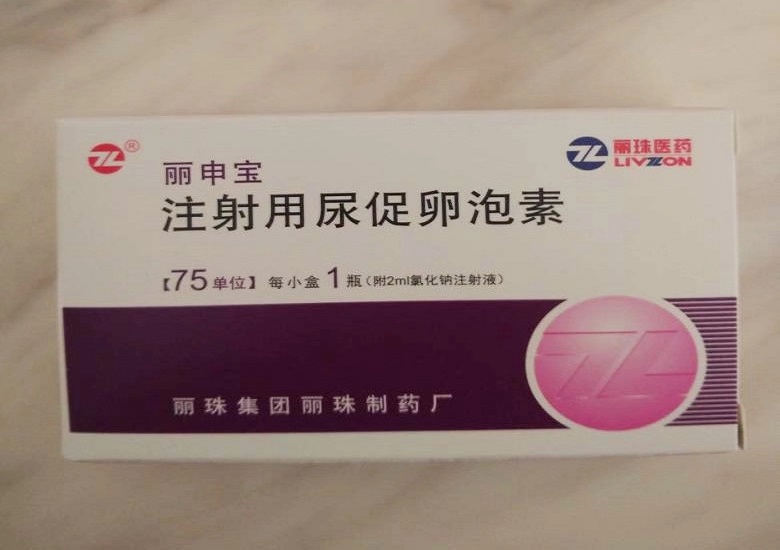 ®
丽珠医药
LIVZON
丽申宝
注射用尿促卵泡素
【75单位】每小盒1瓶(附2ml氯化钠注射液)
丽珠集团丽珠制药厂